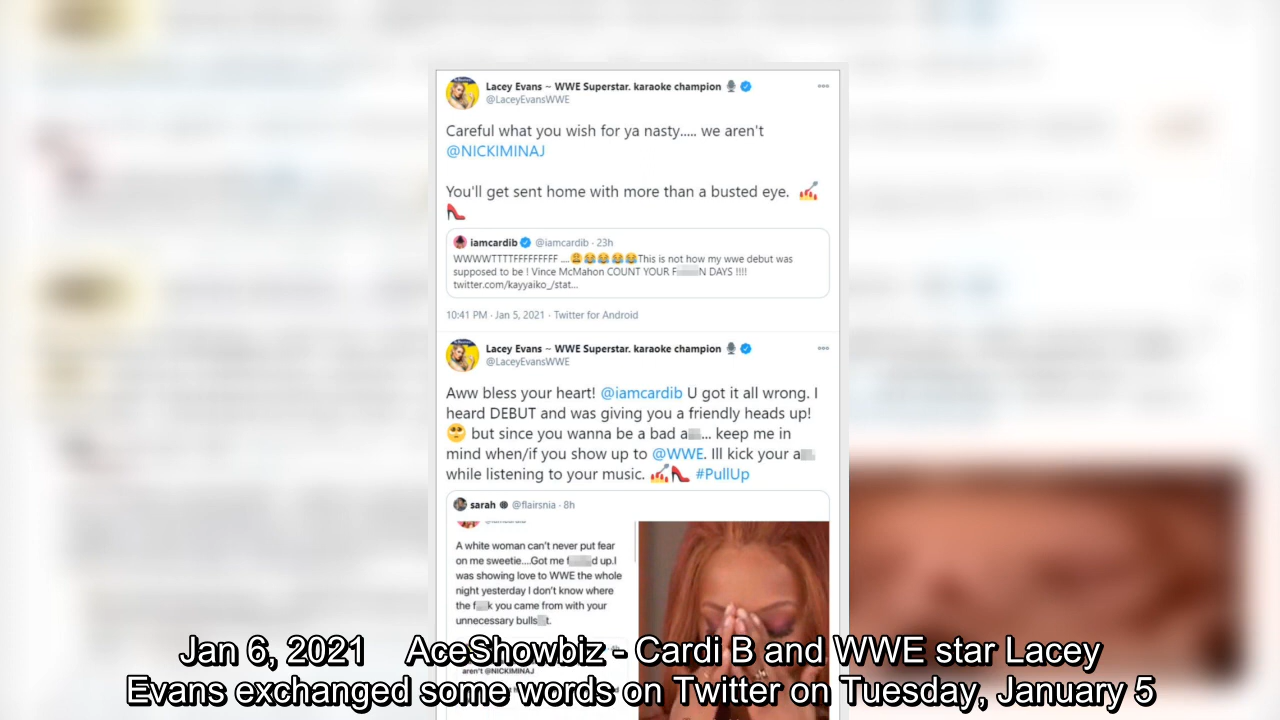 Lacey Evans ~ WWE Superstar. karaoke champion
@LaceyEvansWWE
Careful what you wish for ya nasty..... we aren't
@NICKIMINAJ
You'll get sent home with more than a busted eye.
iamcardib @iamcardib · 23h
WWWWTTTTFFFFFFFFF ....😩😂😂😂😂This is not how my wwe debut was
supposed to be ! Vince McMahon COUNT YOUR F N DAYS !!!!
twitter.com/kayyaiko_/stat...
10:41 PM · Jan 5, 2021 · Twitter for Android
Lacey Evans ~ WWE Superstar. karaoke champion
@LaceyEvansWWE
Aww bless your heart! @iamcardib U got it all wrong. I
heard DEBUT and was giving you a friendly heads up!
🥺 but since you wanna be a bad a ... keep me in
mind when/if you show up to @WWE. Ill kick your a
while listening to your music. 💅👠 #PullUp
sarah @flairsnia · 8h
A white woman can't never put fear
on me sweetie....Got me f d up.I
was showing love to WWE the whole
night yesterday I don't know where
the f k you came from with your
unnecessary bulls t.
aren't @NICKIMINAJ
Jan 6, 2021 AceShowbiz - Cardi B and WWE star Lacey
Evans exchanged some words on Twitter on Tuesday, January 5